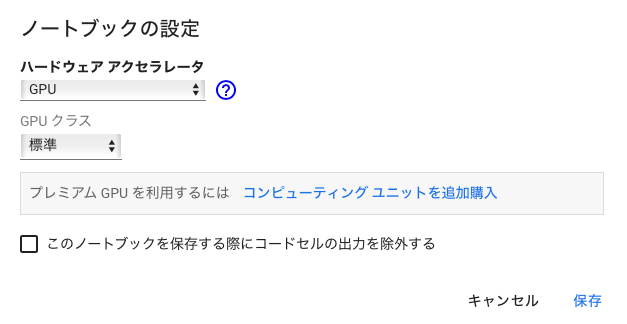 ノートブックの設定
ハードウェア アクセラレータ
GPU
?
GPU クラス
標準
プレミアム GPU を利用するには コンピューティング ユニットを追加購入
このノートブックを保存する際にコードセルの出力を除外する
キャンセル 保存